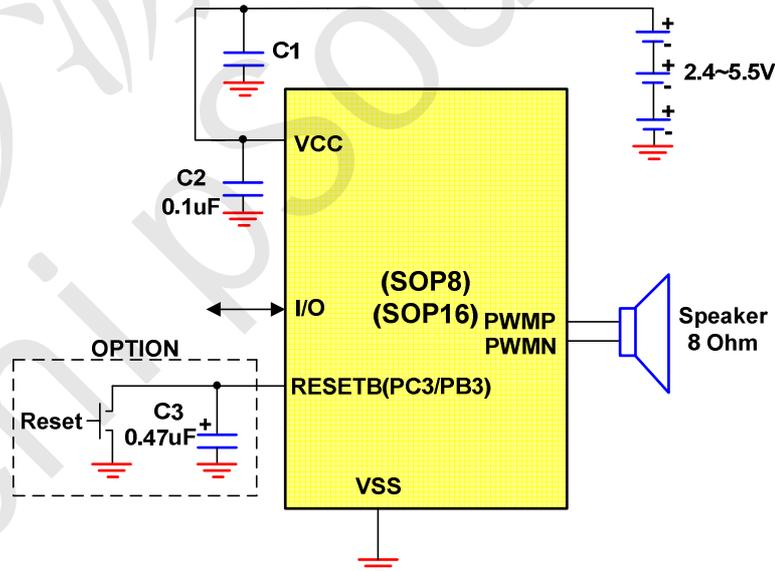 C1
+
-
+
-
+
-
2.4~5.5V
VCC
C2
0.1uF
(SOP8)
(SOP16)
I/O
PWMP
PWMN
Speaker
8 Ohm
OPTION
RESETB(PC3/PB3)
Reset
C3
0.47uF
+
VSS